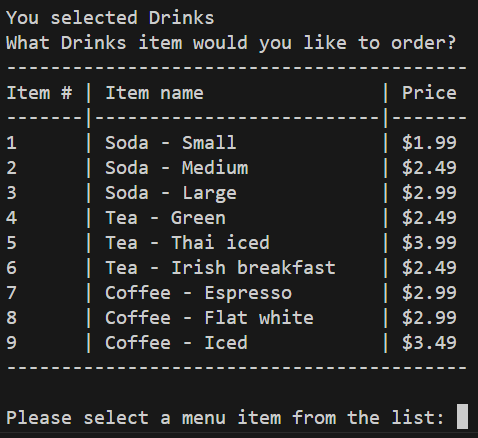 You selected Drinks
What Drinks item would you like to order?
------------------------------------------
Item # | Item name                | Price
-------|--------------------------|-------
1      | Soda - Small             | $1.99
2      | Soda - Medium            | $2.49
3      | Soda - Large             | $2.99
4      | Tea - Green              | $2.49
5      | Tea - Thai iced          | $3.99
6      | Tea - Irish breakfast    | $2.49
7      | Coffee - Espresso        | $2.99
8      | Coffee - Flat white      | $2.99
9      | Coffee - Iced            | $3.49
------------------------------------------
Please select a menu item from the list: